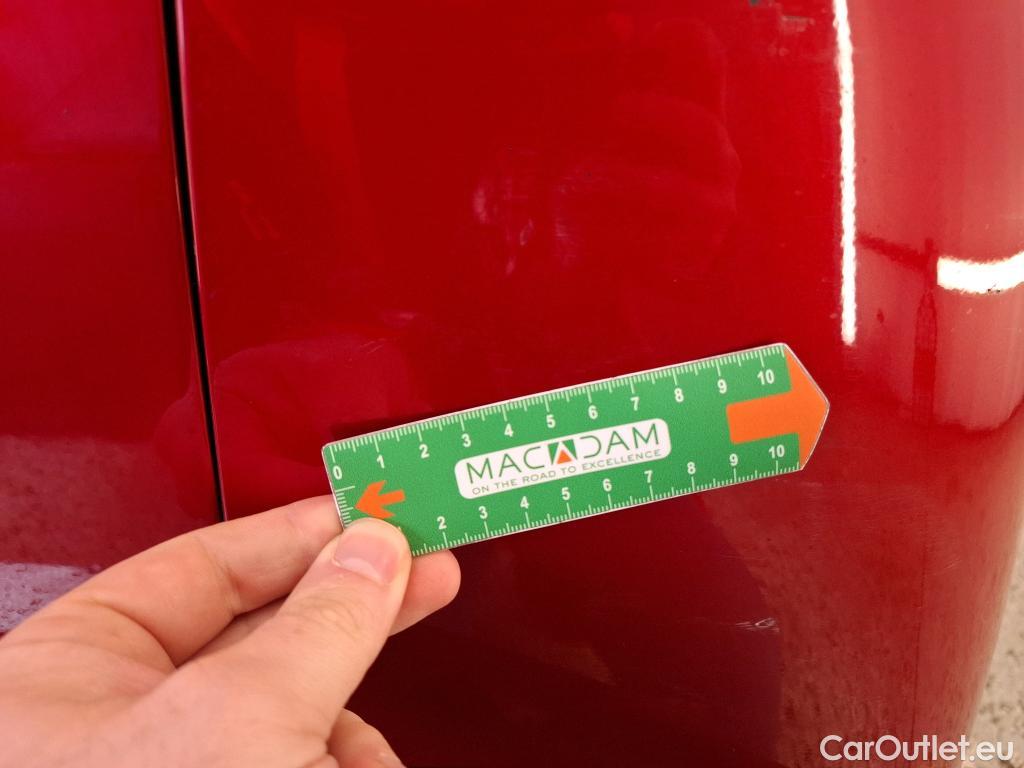 0 1 2 3 4 5 6 7 8 9 10
MACADAM
ON THE ROAD TO EXCELLENCE
2 3 4 5 6 7 8 9 10
CarOutlet.eu